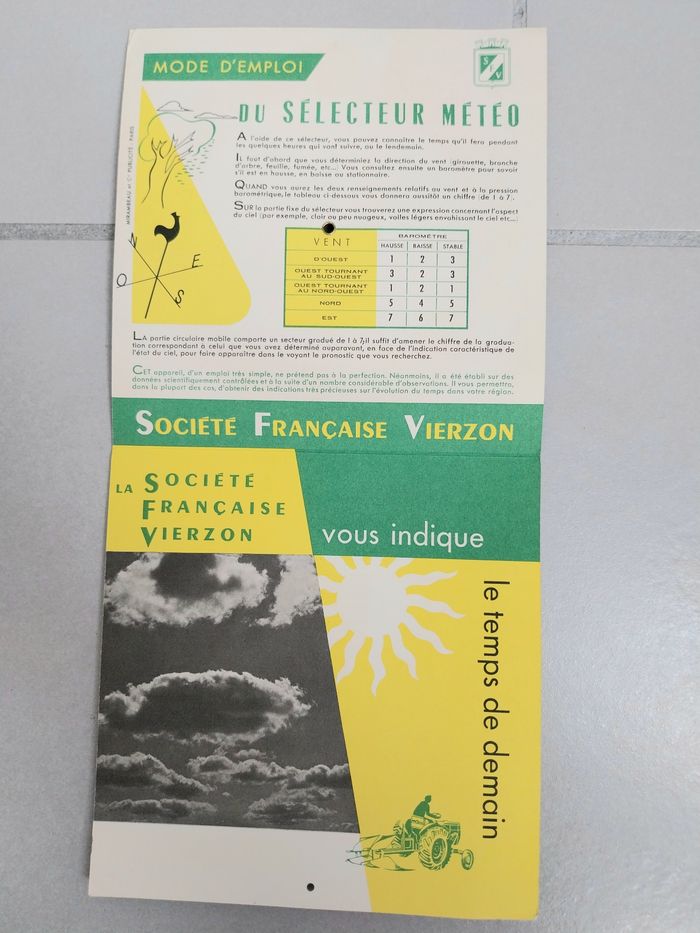 MODE D'EMPLOI
S F V
DU SÉLECTEUR MÉTÉO
MIRAMBEAU et Cie PUBLICITÉ - PARIS
A l'aide de ce sélecteur, vous pouvez connaître le temps qu'il fera pendant
les quelques heures qui vont suivre, ou le lendemain.
IL faut d'abord que vous déterminiez la direction du vent (girouette, branche
d'arbre, feuille, fumée, etc...) Vous consultez ensuite un baromètre pour savoir
s'il est en hausse, en baisse ou stationnaire.
QUAND vous aurez les deux renseignements relatifs au vent et à la pression
barométrique, le tableau ci-dessous vous donnera aussitôt un chiffre (de 1 à 7).
SUR la partie fixe du sélecteur vous trouverez une expression concernant l'aspect
du ciel (par exemple, clair ou peu nuageux, voiles légers envahissant le ciel etc...)
N
E
O
S
VENT BAROMÈTRE
HAUSSE BAISSE STABLE
D'OUEST 1 2 3
OUEST TOURNANT
AU SUD-OUEST 3 2 3
OUEST TOURNANT
AU NORD-OUEST 1 2 1
NORD 5 4 5
EST 7 6 7
LA partie circulaire mobile comporte un secteur gradué de 1 à 7; il suffit d'amener le chiffre de la gradua-
tion correspondant à celui que vous avez déterminé auparavant, en face de l'indication caractéristique de
l'état du ciel, pour faire apparaître dans le voyant le pronostic que vous recherchez.
CET appareil, d'un emploi très simple, ne prétend pas à la perfection. Néanmoins, il a été établi sur des
données scientifiquement contrôlées et à la suite d'un nombre considérable d'observations. Il vous permettra,
dans la plupart des cas, d'obtenir des indications très précieuses sur l'évolution du temps dans votre région.
SOCIÉTÉ FRANÇAISE VIERZON
LA SOCIÉTÉ
FRANÇAISE
VIERZON
vous indique
le temps de demain